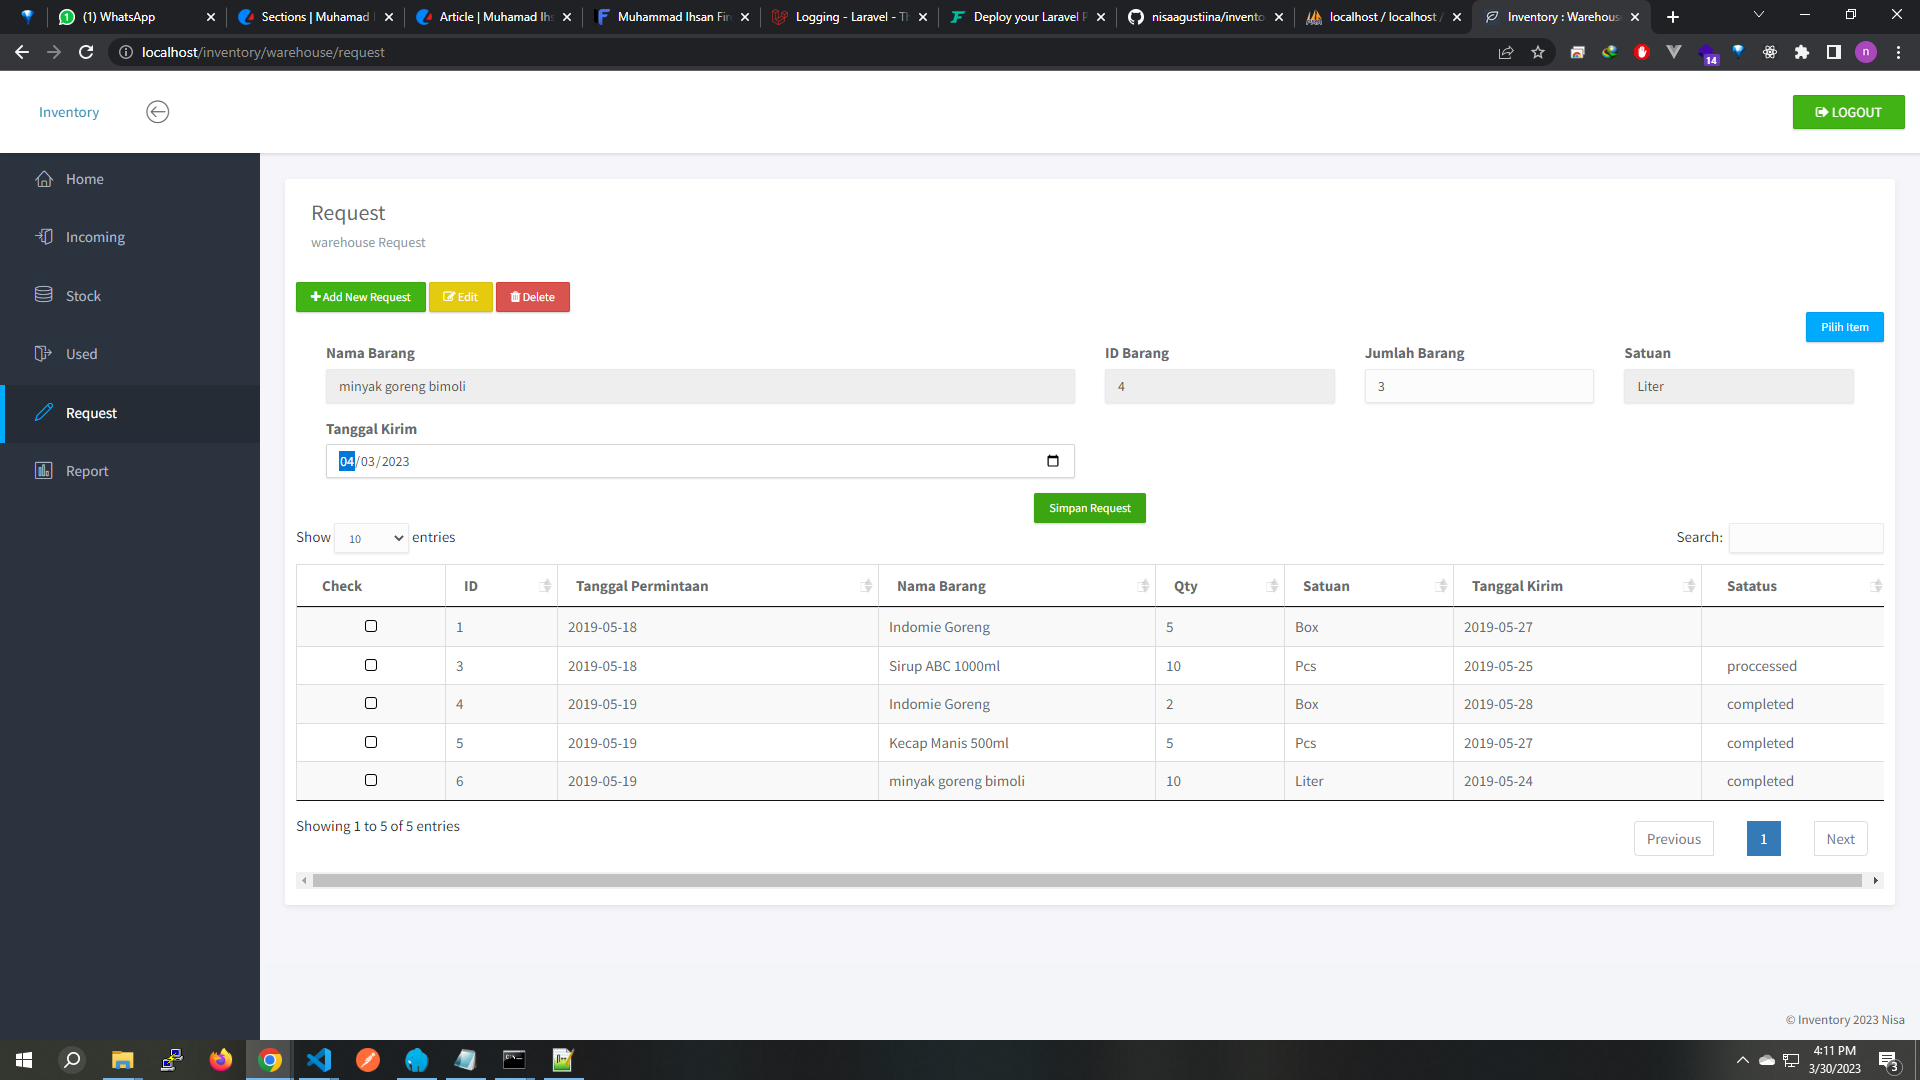 (1) WhatsApp
Sections | Muhamad
Article | Muhamad Ihs
Muhammad Ihsan Fir
Logging - Laravel - Th
Deploy your Laravel P
nisaagustiina/invento
localhost / localhost /
Inventory : Warehous
localhost/inventory/warehouse/request
14
n
Inventory
LOGOUT
Home
Incoming
Stock
Used
Request
Report
Request
warehouse Request
Add New Request
Edit
Delete
Pilih Item
Nama Barang
ID Barang
Jumlah Barang
Satuan
minyak goreng bimoli
4
3
Liter
Tanggal Kirim
04/03/2023
Simpan Request
Show 10 entries
Search:
Check ID Tanggal Permintaan Nama Barang Qty Satuan Tanggal Kirim Satatus
1 2019-05-18 Indomie Goreng 5 Box 2019-05-27
3 2019-05-18 Sirup ABC 1000ml 10 Pcs 2019-05-25 proccessed
4 2019-05-19 Indomie Goreng 2 Box 2019-05-28 completed
5 2019-05-19 Kecap Manis 500ml 5 Pcs 2019-05-27 completed
6 2019-05-19 minyak goreng bimoli 10 Liter 2019-05-24 completed
Showing 1 to 5 of 5 entries
Previous 1 Next
© Inventory 2023 Nisa
4:11 PM
3/30/2023
3